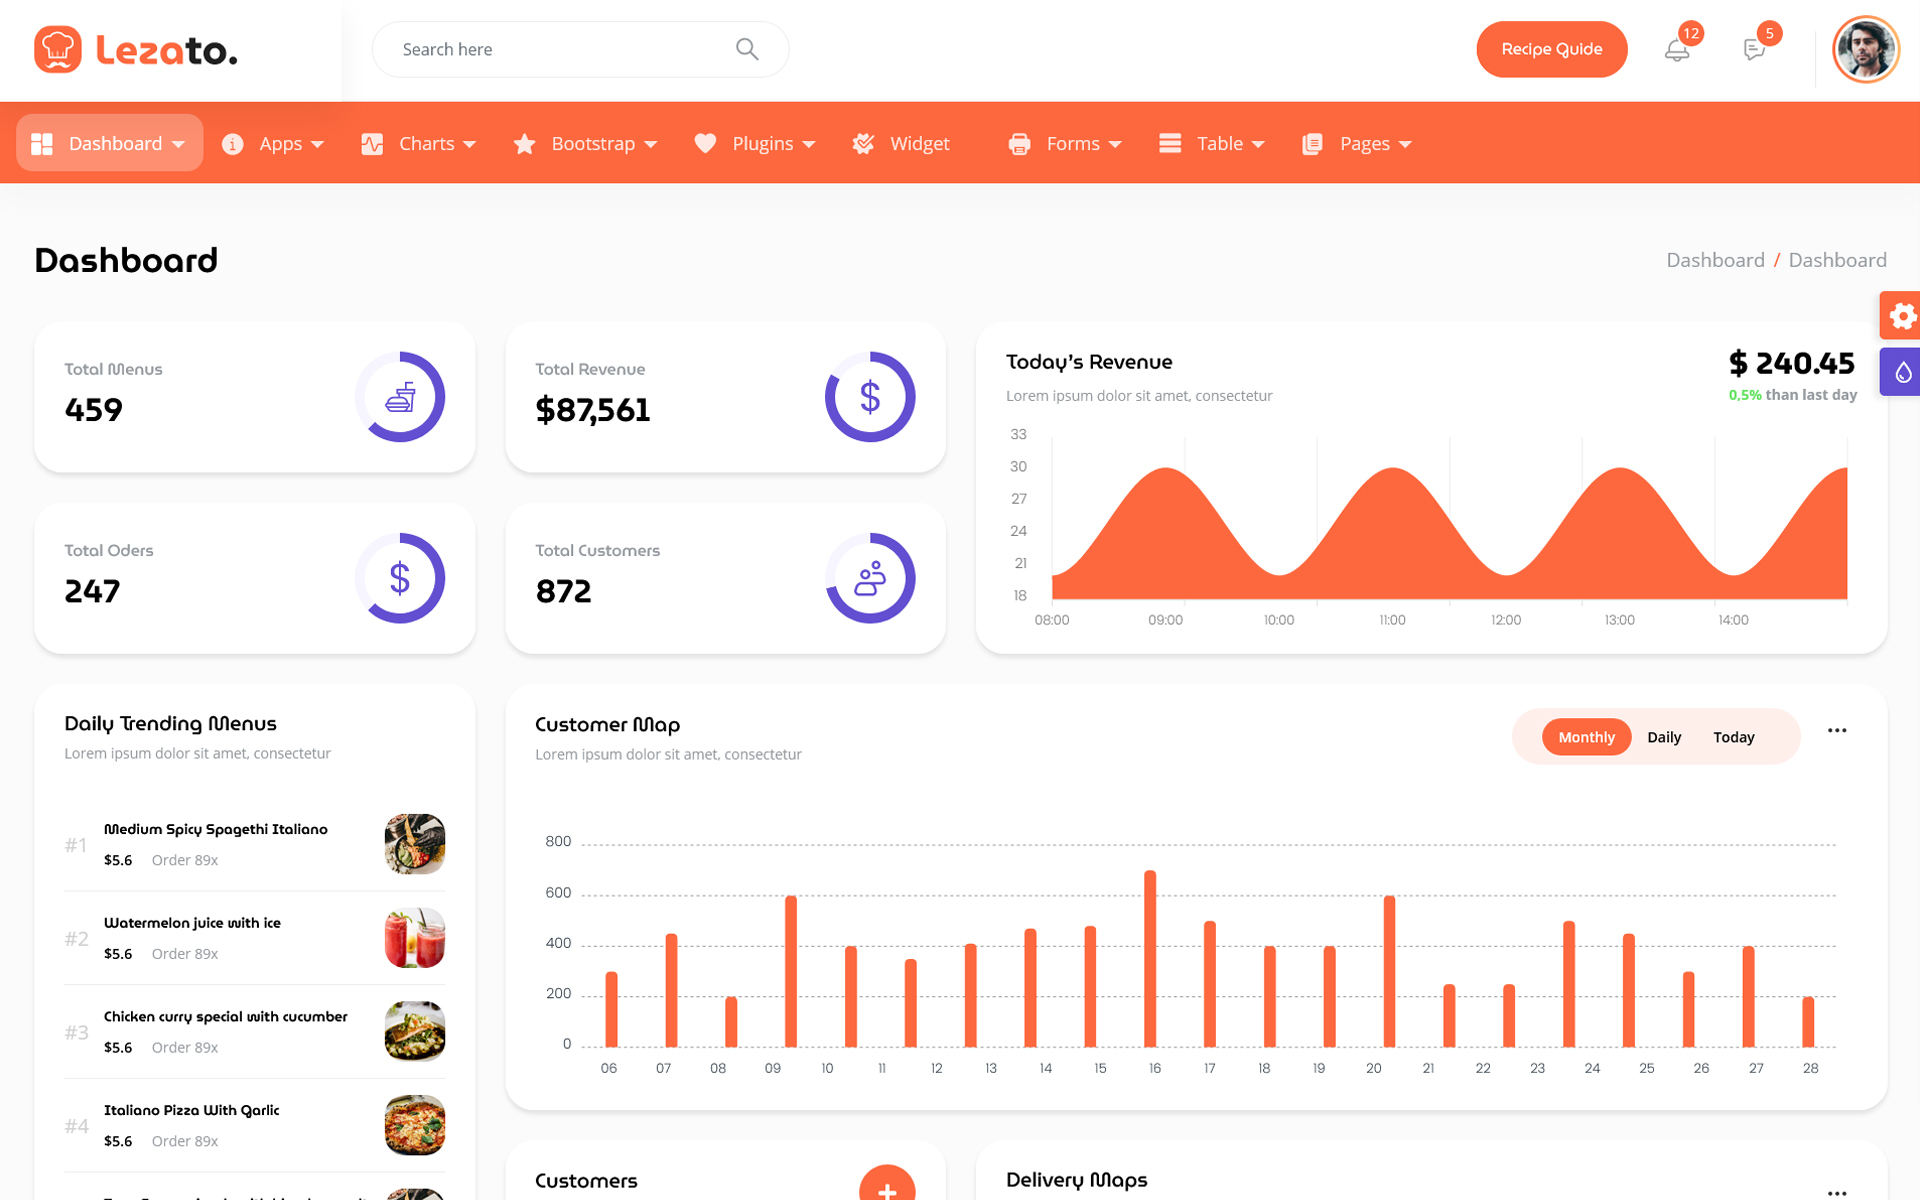 Lezato.
Search here
Recipe Guide
12
5
Dashboard
Apps
Charts
Bootstrap
Plugins
Widget
Forms
Table
Pages
Dashboard
Dashboard / Dashboard
Total Menus
459
Total Revenue
$87,561
Total Oders
247
Total Customers
872
Today's Revenue
Lorem ipsum dolor sit amet, consectetur
$ 240.45
0,5% than last day
33
30
27
24
21
18
08:00 09:00 10:00 11:00 12:00 13:00 14:00
Daily Trending Menus
Lorem ipsum dolor sit amet, consectetur
#1
Medium Spicy Spagethi Italiano
$5.6 Order 89x
#2
Watermelon juice with ice
$5.6 Order 89x
#3
Chicken curry special with cucumber
$5.6 Order 89x
#4
Italiano Pizza With Garlic
$5.6 Order 89x
Customer Map
Lorem ipsum dolor sit amet, consectetur
Monthly Daily Today
800
600
400
200
0
06 07 08 09 10 11 12 13 14 15 16 17 18 19 20 21 22 23 24 25 26 27 28
Customers
Delivery Maps